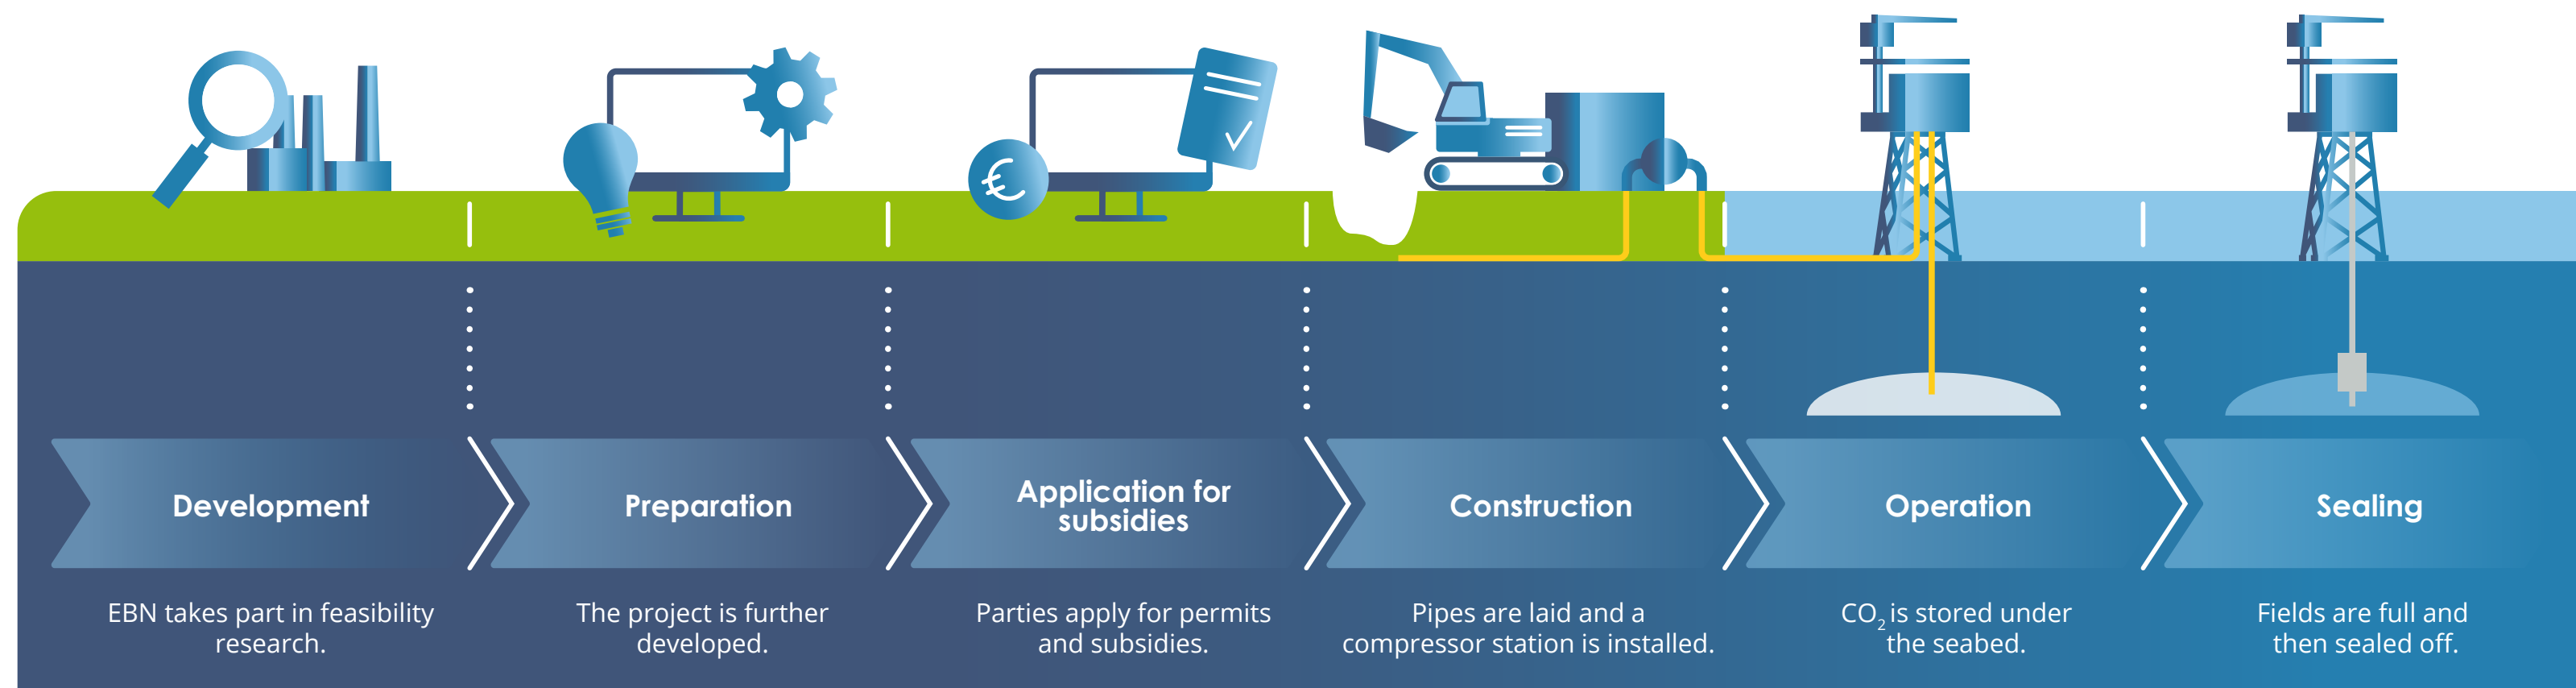 Development
EBN takes part in feasibility
research.
Preparation
The project is further
developed.
Application for
subsidies
Parties apply for permits
and subsidies.
Construction
Pipes are laid and a
compressor station is installed.
Operation
CO₂ is stored under
the seabed.
Sealing
Fields are full and
then sealed off.
€